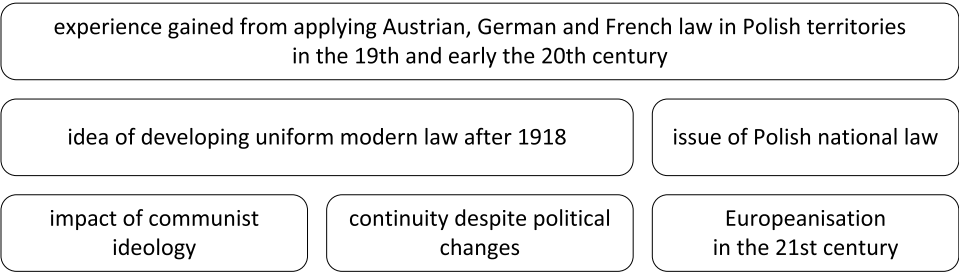 experience gained from applying Austrian, German and French law in Polish territories
in the 19th and early the 20th century
idea of developing uniform modern law after 1918
issue of Polish national law
impact of communist
ideology
continuity despite political
changes
Europeanisation
in the 21st century